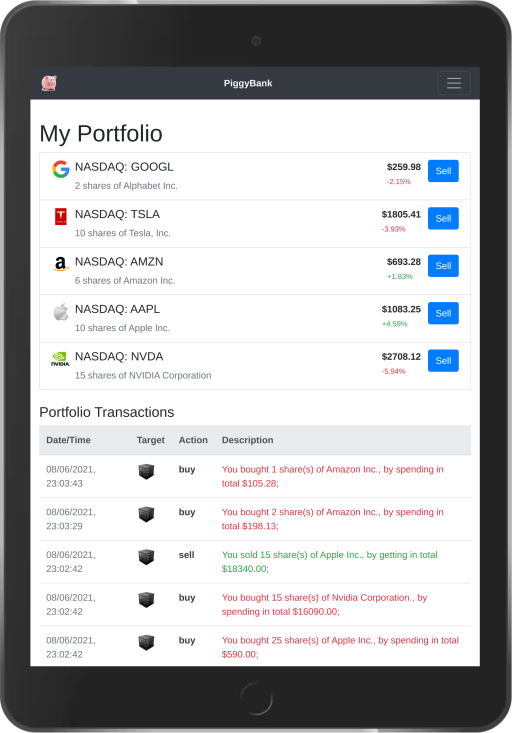 PiggyBank
My Portfolio
NASDAQ: GOOGL
$259.98
Sell
2 shares of Alphabet Inc.
-2.15%
NASDAQ: TSLA
$1805.41
Sell
10 shares of Tesla, Inc.
-3.93%
a
NASDAQ: AMZN
$693.28
Sell
6 shares of Amazon Inc.
+1.83%
NASDAQ: AAPL
$1083.25
Sell
10 shares of Apple Inc.
+4.59%
NVIDIA.
NASDAQ: NVDA
$2708.12
Sell
15 shares of NVIDIA Corporation
-5.94%
Portfolio Transactions
Date/Time Target Action Description
08/06/2021,
23:03:43
buy
You bought 1 share(s) of Amazon Inc., by spending in
total $105.28;
08/06/2021,
23:03:29
buy
You bought 2 share(s) of Amazon Inc., by spending in
total $198.13;
08/06/2021,
23:02:42
sell
You sold 15 share(s) of Apple Inc., by getting in total
$18340.00;
08/06/2021,
23:02:42
buy
You bought 15 share(s) of Nvidia Corporation., by
spending in total $16090.00;
08/06/2021,
23:02:42
buy
You bought 25 share(s) of Apple Inc., by spending in total
$590.00;